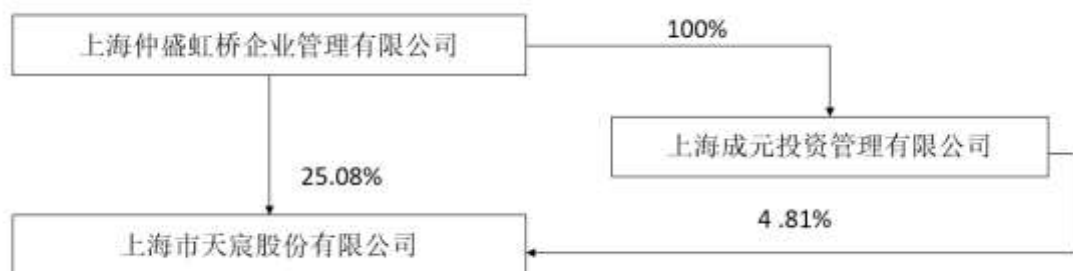 上海仲盛虹桥企业管理有限公司
100%
上海成元投资管理有限公司
25.08%
4 .81%
上海市天宸股份有限公司